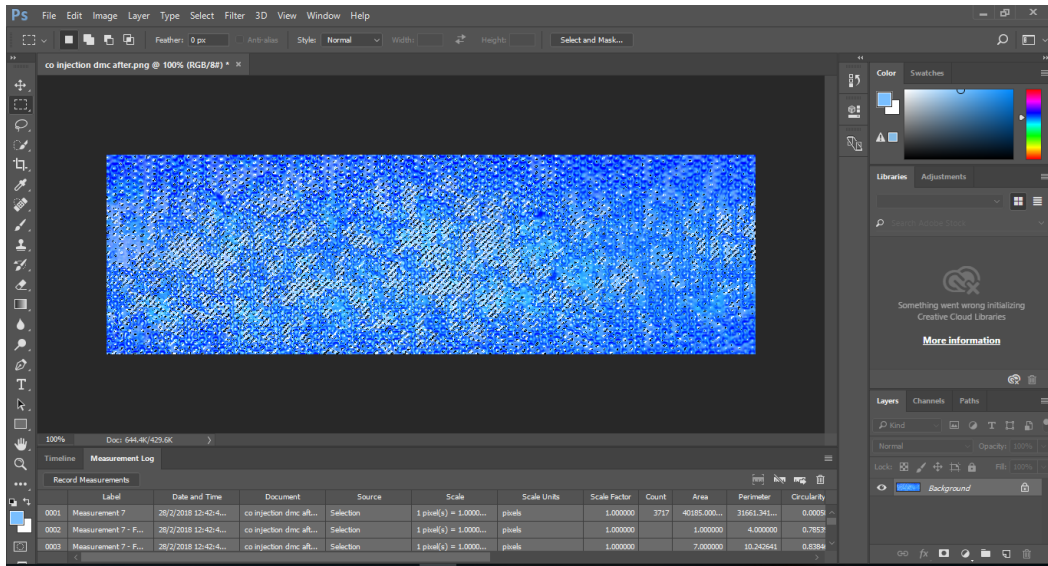 Ps File Edit Image Layer Type Select Filter 3D View Window Help
Feather: 0 px Anti-alias Style: Normal Width: Height: Select and Mask...
co injection dmc after.png @ 100% (RGB/8#) * ×
Color Swatches
Libraries Adjustments
Search Adobe Stock
Something went wrong initializing
Creative Cloud Libraries
More information
Layers Channels Paths
Kind
Normal Opacity: 100%
Lock: Fill: 100%
Background
100% Doc: 644.4K/429.6K
Timeline Measurement Log
Record Measurements
Label Date and Time Document Source Scale Scale Units Scale Factor Count Area Perimeter Circularity
0001 Measurement 7 28/2/2018 12:42:4... co injection dmc aft... Selection 1 pixel(s) = 1.0000... pixels 1.000000 3717 40185.000... 31661.341... 0.0005
0002 Measurement 7 - F... 28/2/2018 12:42:4... co injection dmc aft... Selection 1 pixel(s) = 1.0000... pixels 1.000000 1.000000 4.000000 0.7853
0003 Measurement 7 - F... 28/2/2018 12:42:4... co injection dmc aft... Selection 1 pixel(s) = 1.0000... pixels 1.000000 7.000000 10.242641 0.8384